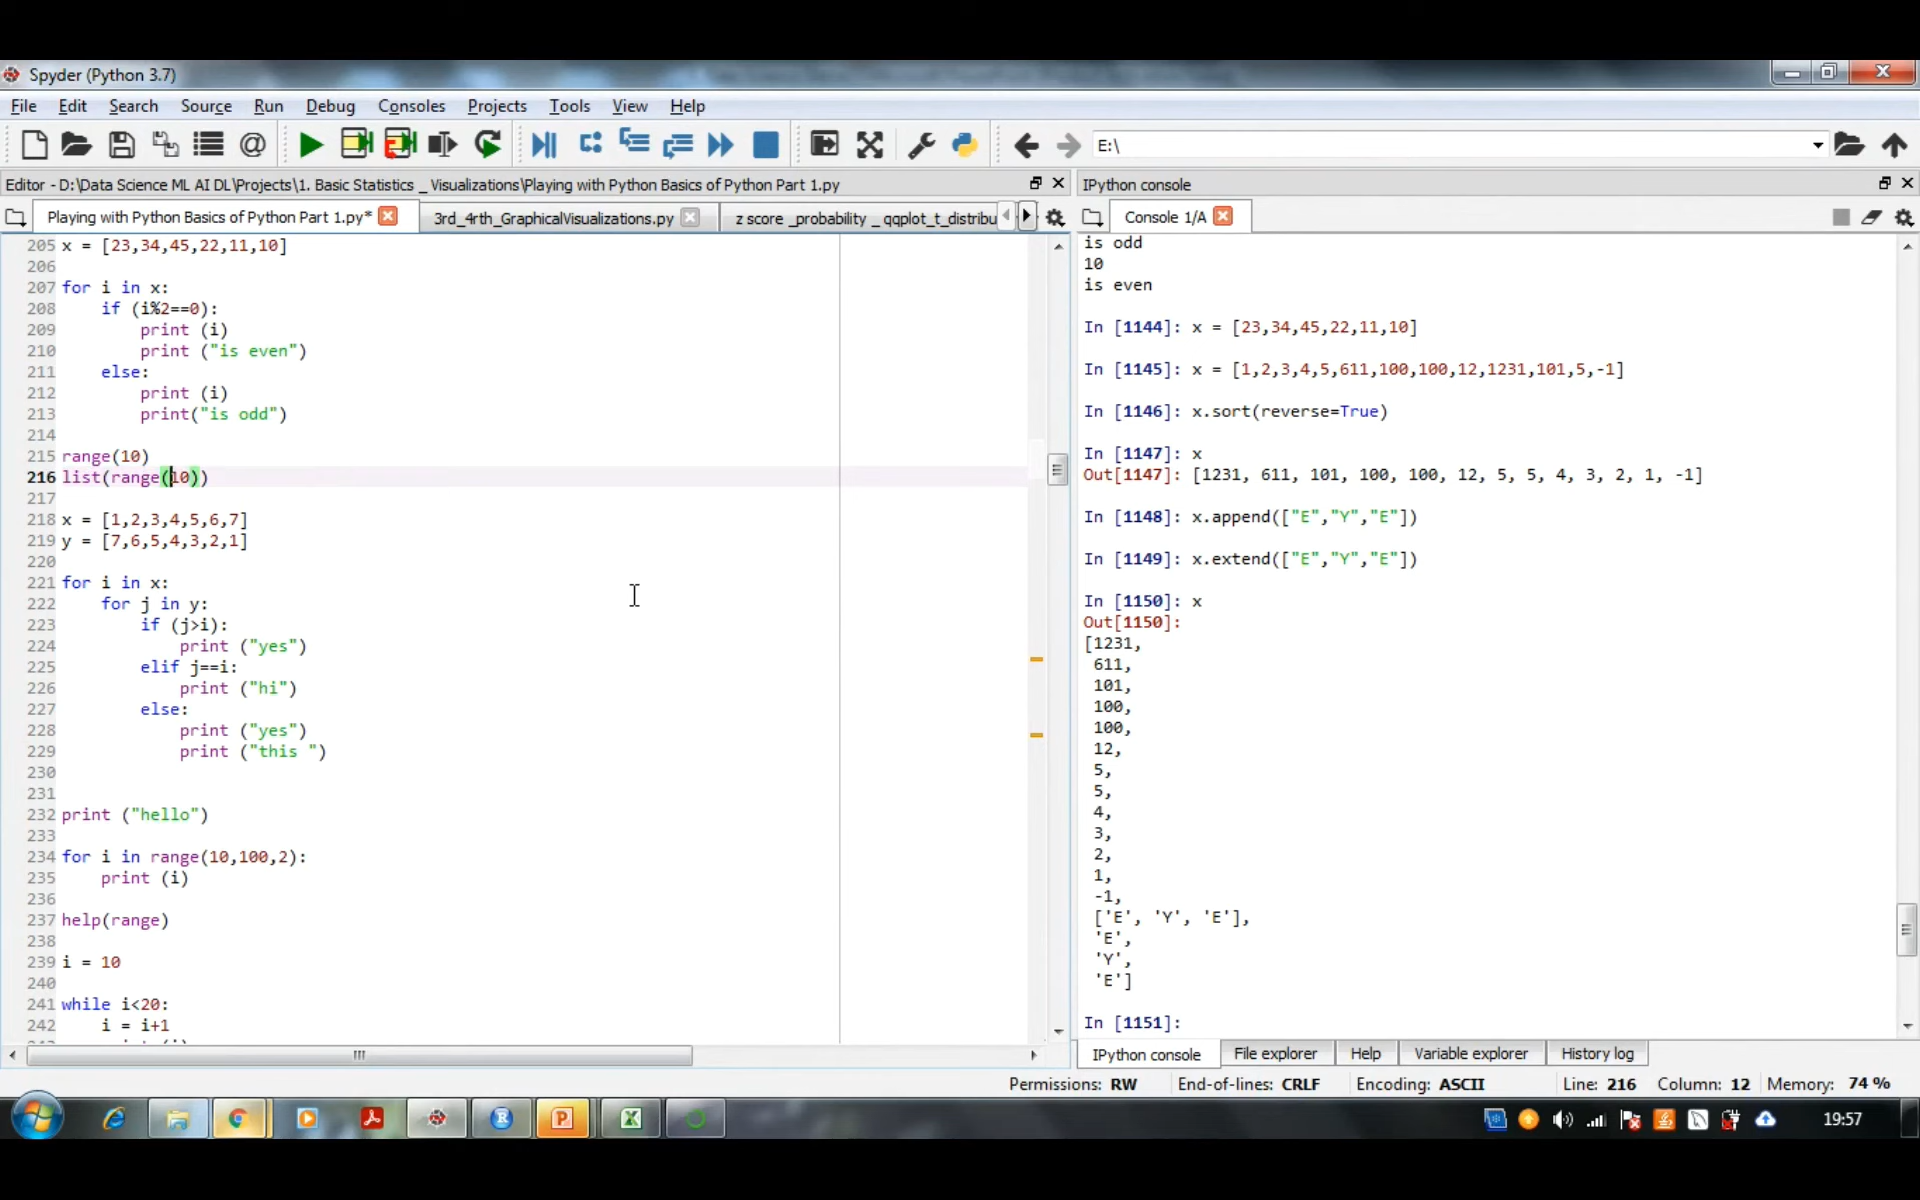 Spyder (Python 3.7)
File Edit Search Source Run Debug Consoles Projects Tools View Help
E:\
Editor - D:\Data Science ML AI DL\Projects\1. Basic Statistics _ Visualizations\Playing with Python Basics of Python Part 1.py
Playing with Python Basics of Python Part 1.py*
3rd_4rth_GraphicalVisualizations.py
z score _probability _ qqplot_t_distribu
205 x = [23,34,45,22,11,10]
206
207 for i in x:
208     if (i%2==0):
209         print (i)
210         print ("is even")
211     else:
212         print (i)
213         print("is odd")
214
215 range(10)
216 list(range(10))
217
218 x = [1,2,3,4,5,6,7]
219 y = [7,6,5,4,3,2,1]
220
221 for i in x:
222     for j in y:
223         if (j>i):
224             print ("yes")
225         elif j==i:
226             print ("hi")
227         else:
228             print ("yes")
229             print ("this ")
230
231
232 print ("hello")
233
234 for i in range(10,100,2):
235     print (i)
236
237 help(range)
238
239 i = 10
240
241 while i<20:
242     i = i+1
IPython console
Console 1/A
is odd
10
is even
In [1144]: x = [23,34,45,22,11,10]
In [1145]: x = [1,2,3,4,5,611,100,100,12,1231,101,5,-1]
In [1146]: x.sort(reverse=True)
In [1147]: x
Out[1147]: [1231, 611, 101, 100, 100, 12, 5, 5, 4, 3, 2, 1, -1]
In [1148]: x.append(["E","Y","E"])
In [1149]: x.extend(["E","Y","E"])
In [1150]: x
Out[1150]:
[1231,
611,
101,
100,
100,
12,
5,
5,
4,
3,
2,
1,
-1,
['E', 'Y', 'E'],
'E',
'Y',
'E']
In [1151]:
IPython console File explorer Help Variable explorer History log
Permissions: RW End-of-lines: CRLF Encoding: ASCII Line: 216 Column: 12 Memory: 74 %
19:57